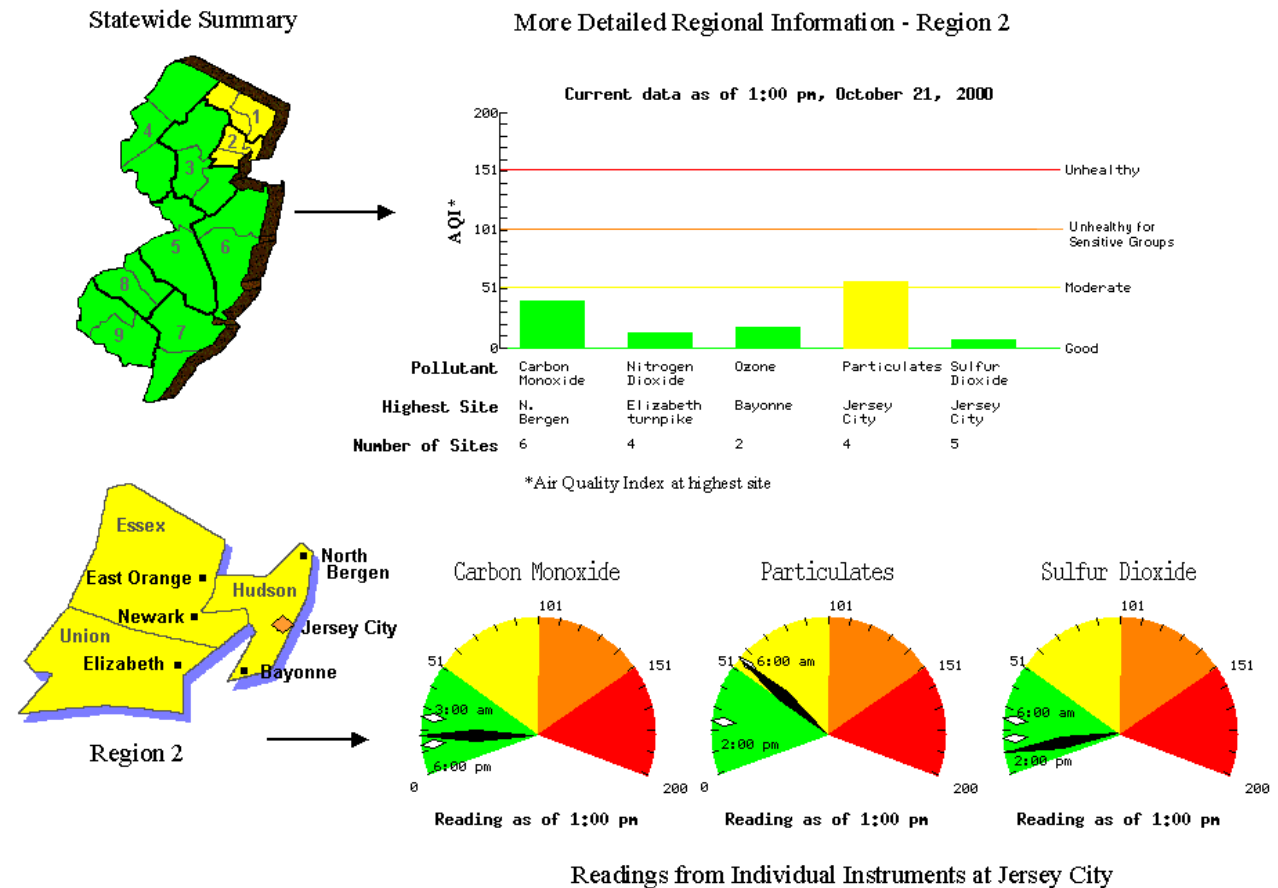 Statewide Summary
More Detailed Regional Information - Region 2
1
2
3
4
5
6
7
8
9
Current data as of 1:00 pm, October 21, 2000
AQI*
200
151
101
51
0
Unhealthy
Unhealthy for
Sensitive Groups
Moderate
Good
Pollutant Carbon Nitrogen Ozone Particulates Sulfur
Monoxide Dioxide Dioxide
Highest Site N. Elizabeth Bayonne Jersey Jersey
Bergen turnpike City City
Number of Sites 6 4 2 4 5
*Air Quality Index at highest site
Essex
East Orange
Newark
Union
Elizabeth
Hudson
North
Bergen
Jersey City
Bayonne
Region 2
Carbon Monoxide
101
51
151
3:00 am
6:00 pm
0
200
Reading as of 1:00 pm
Particulates
101
51
6:00 am
151
2:00 pm
0
200
Reading as of 1:00 pm
Sulfur Dioxide
101
51
151
6:00 am
2:00 pm
0
200
Reading as of 1:00 pm
Readings from Individual Instruments at Jersey City